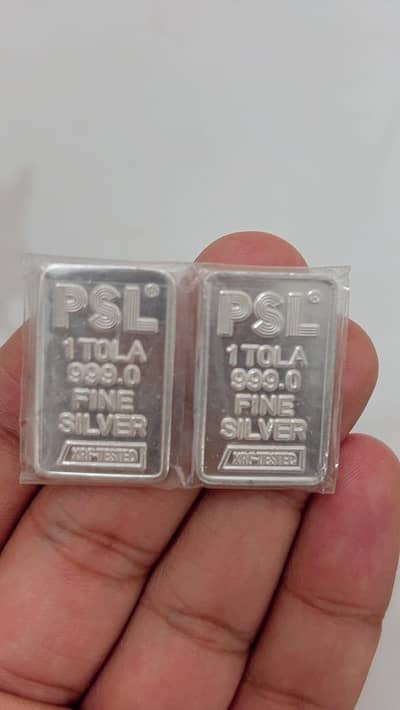 PSL®
1 TOLA
999.0
FINE
SILVER
XRF-TESTED
PSL®
1 TOLA
999.0
FINE
SILVER
XRF-TESTED